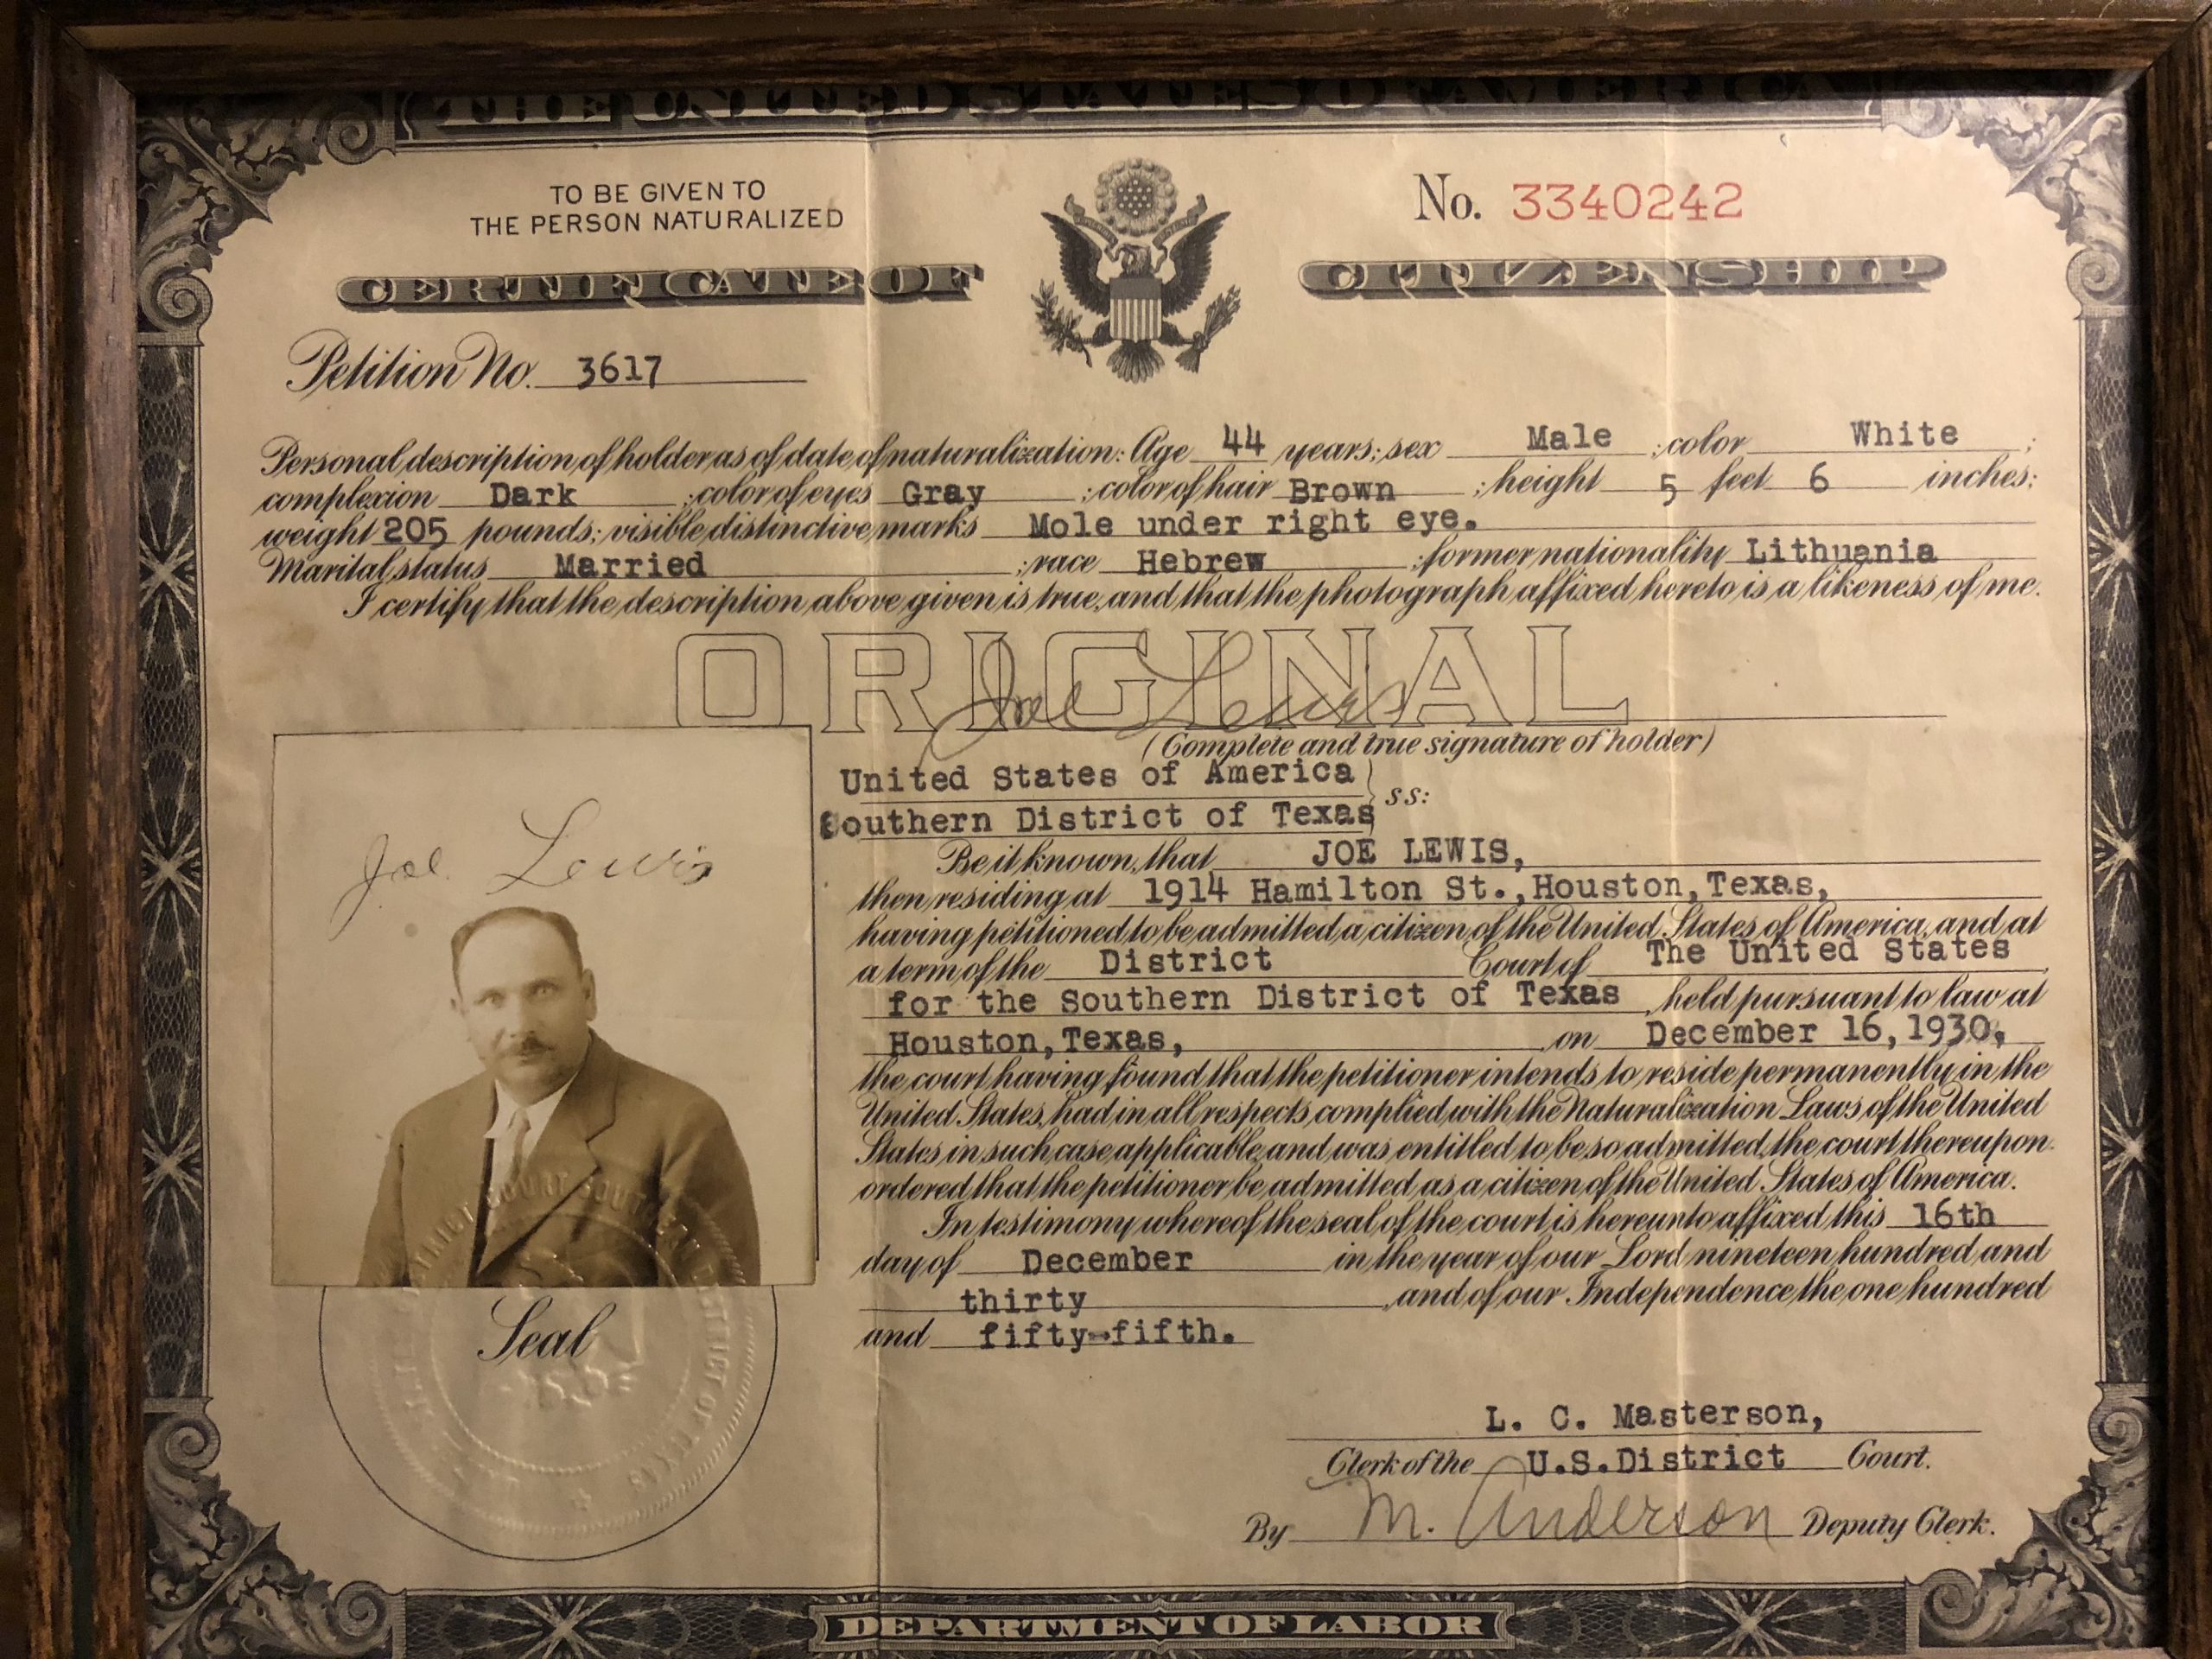 THE UNITED STATES OF AMERICA
TO BE GIVEN TO
THE PERSON NATURALIZED
No. 3340242
CERTIFICATE OF CITIZENSHIP
Petition No. 3617
Personal description of holder as of date of naturalization: Age 44 years; sex Male ; color White ;
complexion Dark ; color of eyes Gray ; color of hair Brown ; height 5 feet 6 inches;
weight 205 pounds; visible distinctive marks Mole under right eye.
Marital status Married ; race Hebrew ; former nationality Lithuania
I certify that the description above given is true, and that the photograph affixed hereto is a likeness of me.
ORIGINAL
Joe Lewis
(Complete and true signature of holder)
Joe Lewis
United States of America
Southern District of Texas } ss:
Be it known, that JOE LEWIS,
then residing at 1914 Hamilton St., Houston, Texas,
having petitioned to be admitted a citizen of the United States of America, and at
a term of the District Court of The United States
for the Southern District of Texas , held pursuant to law at
Houston, Texas, on December 16, 1930,
the court having found that the petitioner intends to reside permanently in the
United States, had in all respects complied with the Naturalization Laws of the United
States in such case applicable, and was entitled to be so admitted, the court thereupon
ordered that the petitioner be admitted as a citizen of the United States of America.
In testimony whereof the seal of the court is hereunto affixed this 16th
day of December in the year of our Lord nineteen hundred and
thirty , and of our Independence the one hundred
and fifty-fifth.
Seal
L. C. Masterson,
Clerk of the U.S. District Court.
By M. Anderson Deputy Clerk.
DEPARTMENT OF LABOR